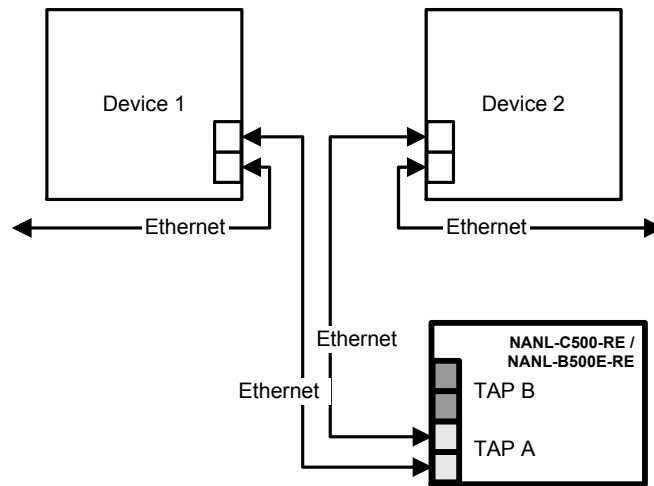 Device 1
Device 2
Ethernet
Ethernet
NANL-C500-RE /
NANL-B500E-RE
Ethernet
TAP B
Ethernet
TAP A